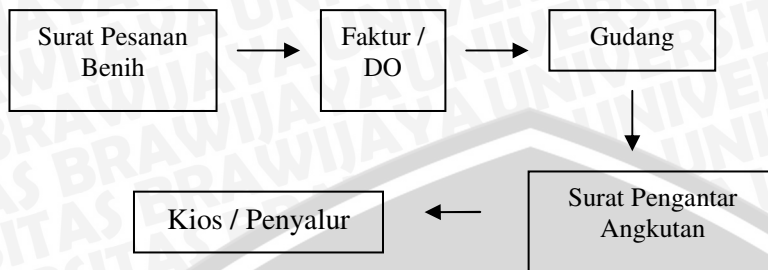 Surat Pesanan
Benih
Faktur /
DO
Gudang
Surat Pengantar
Angkutan
Kios / Penyalur